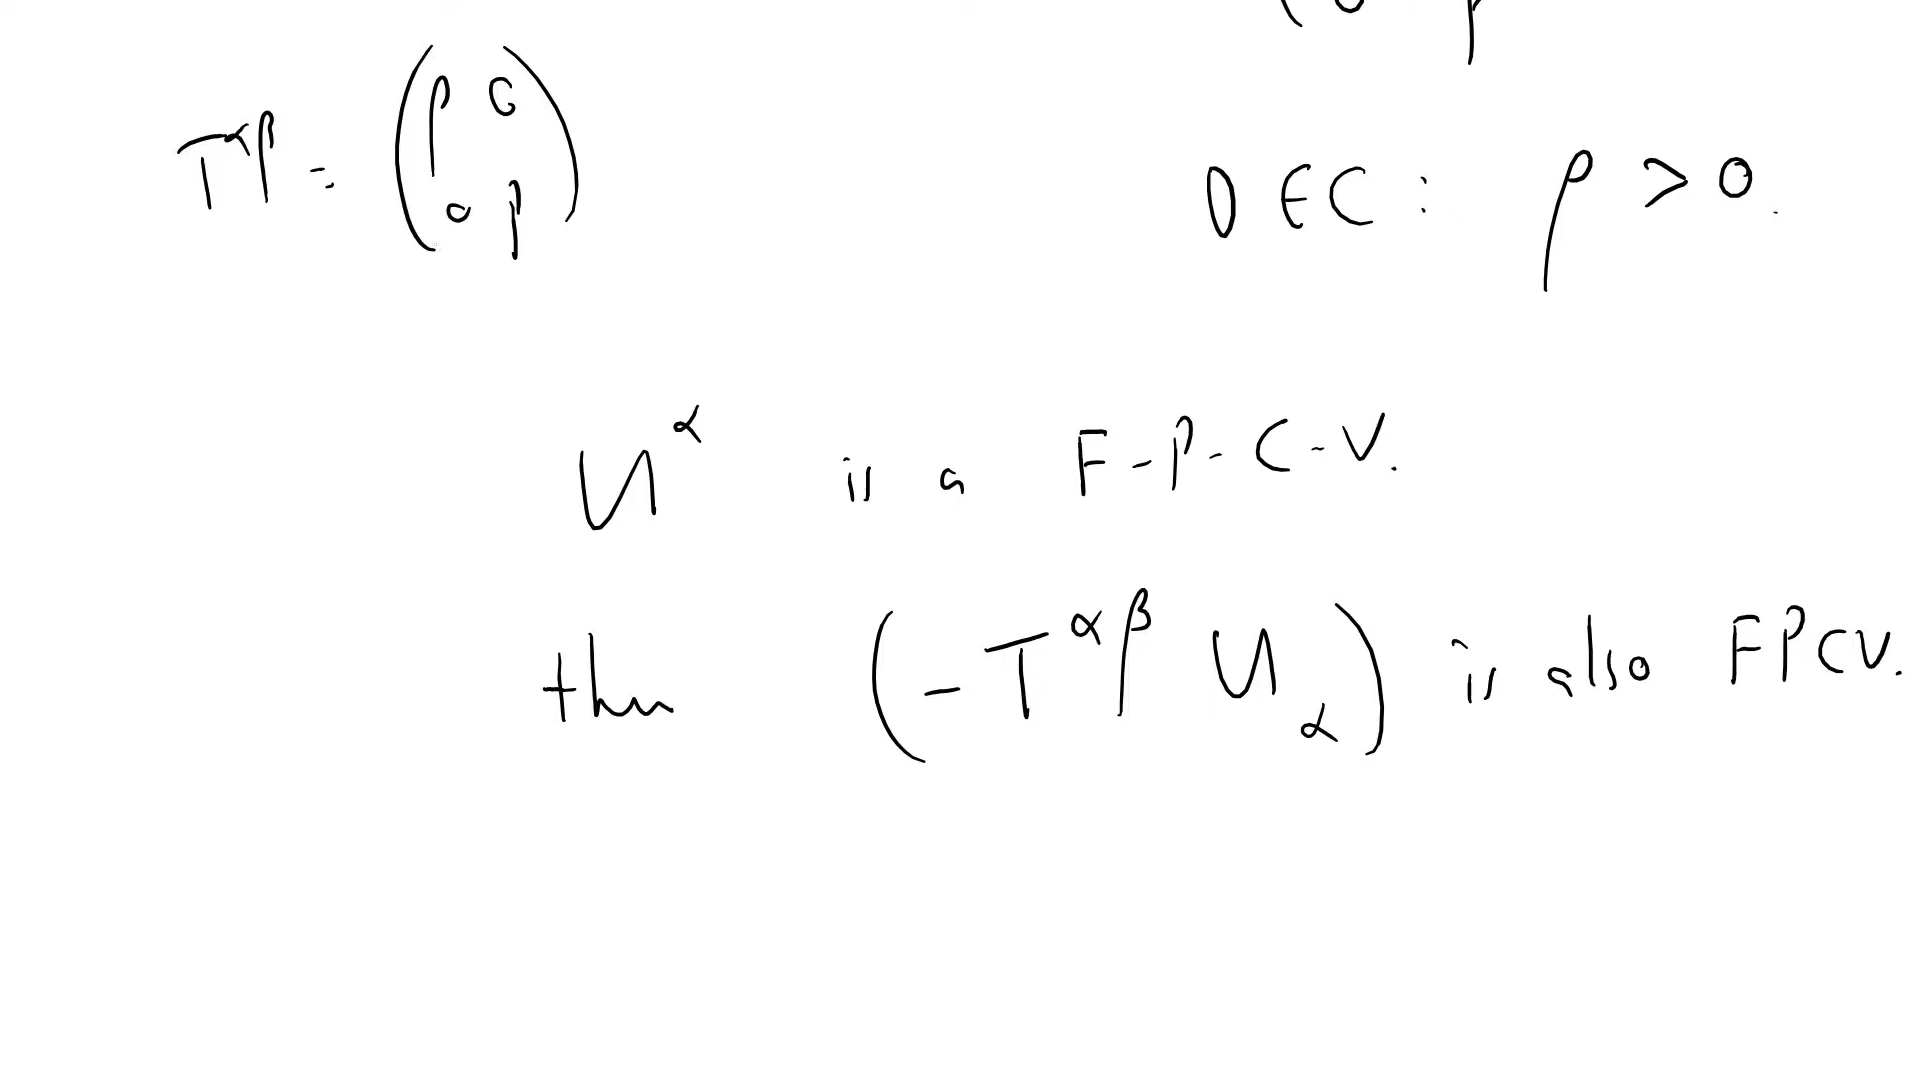 T^{αβ} = (ρ 0
0 p)
DEC: ρ > 0.
U^α is a F-P-C-V.
then (-T^{αβ} U_α) is also FPCV.